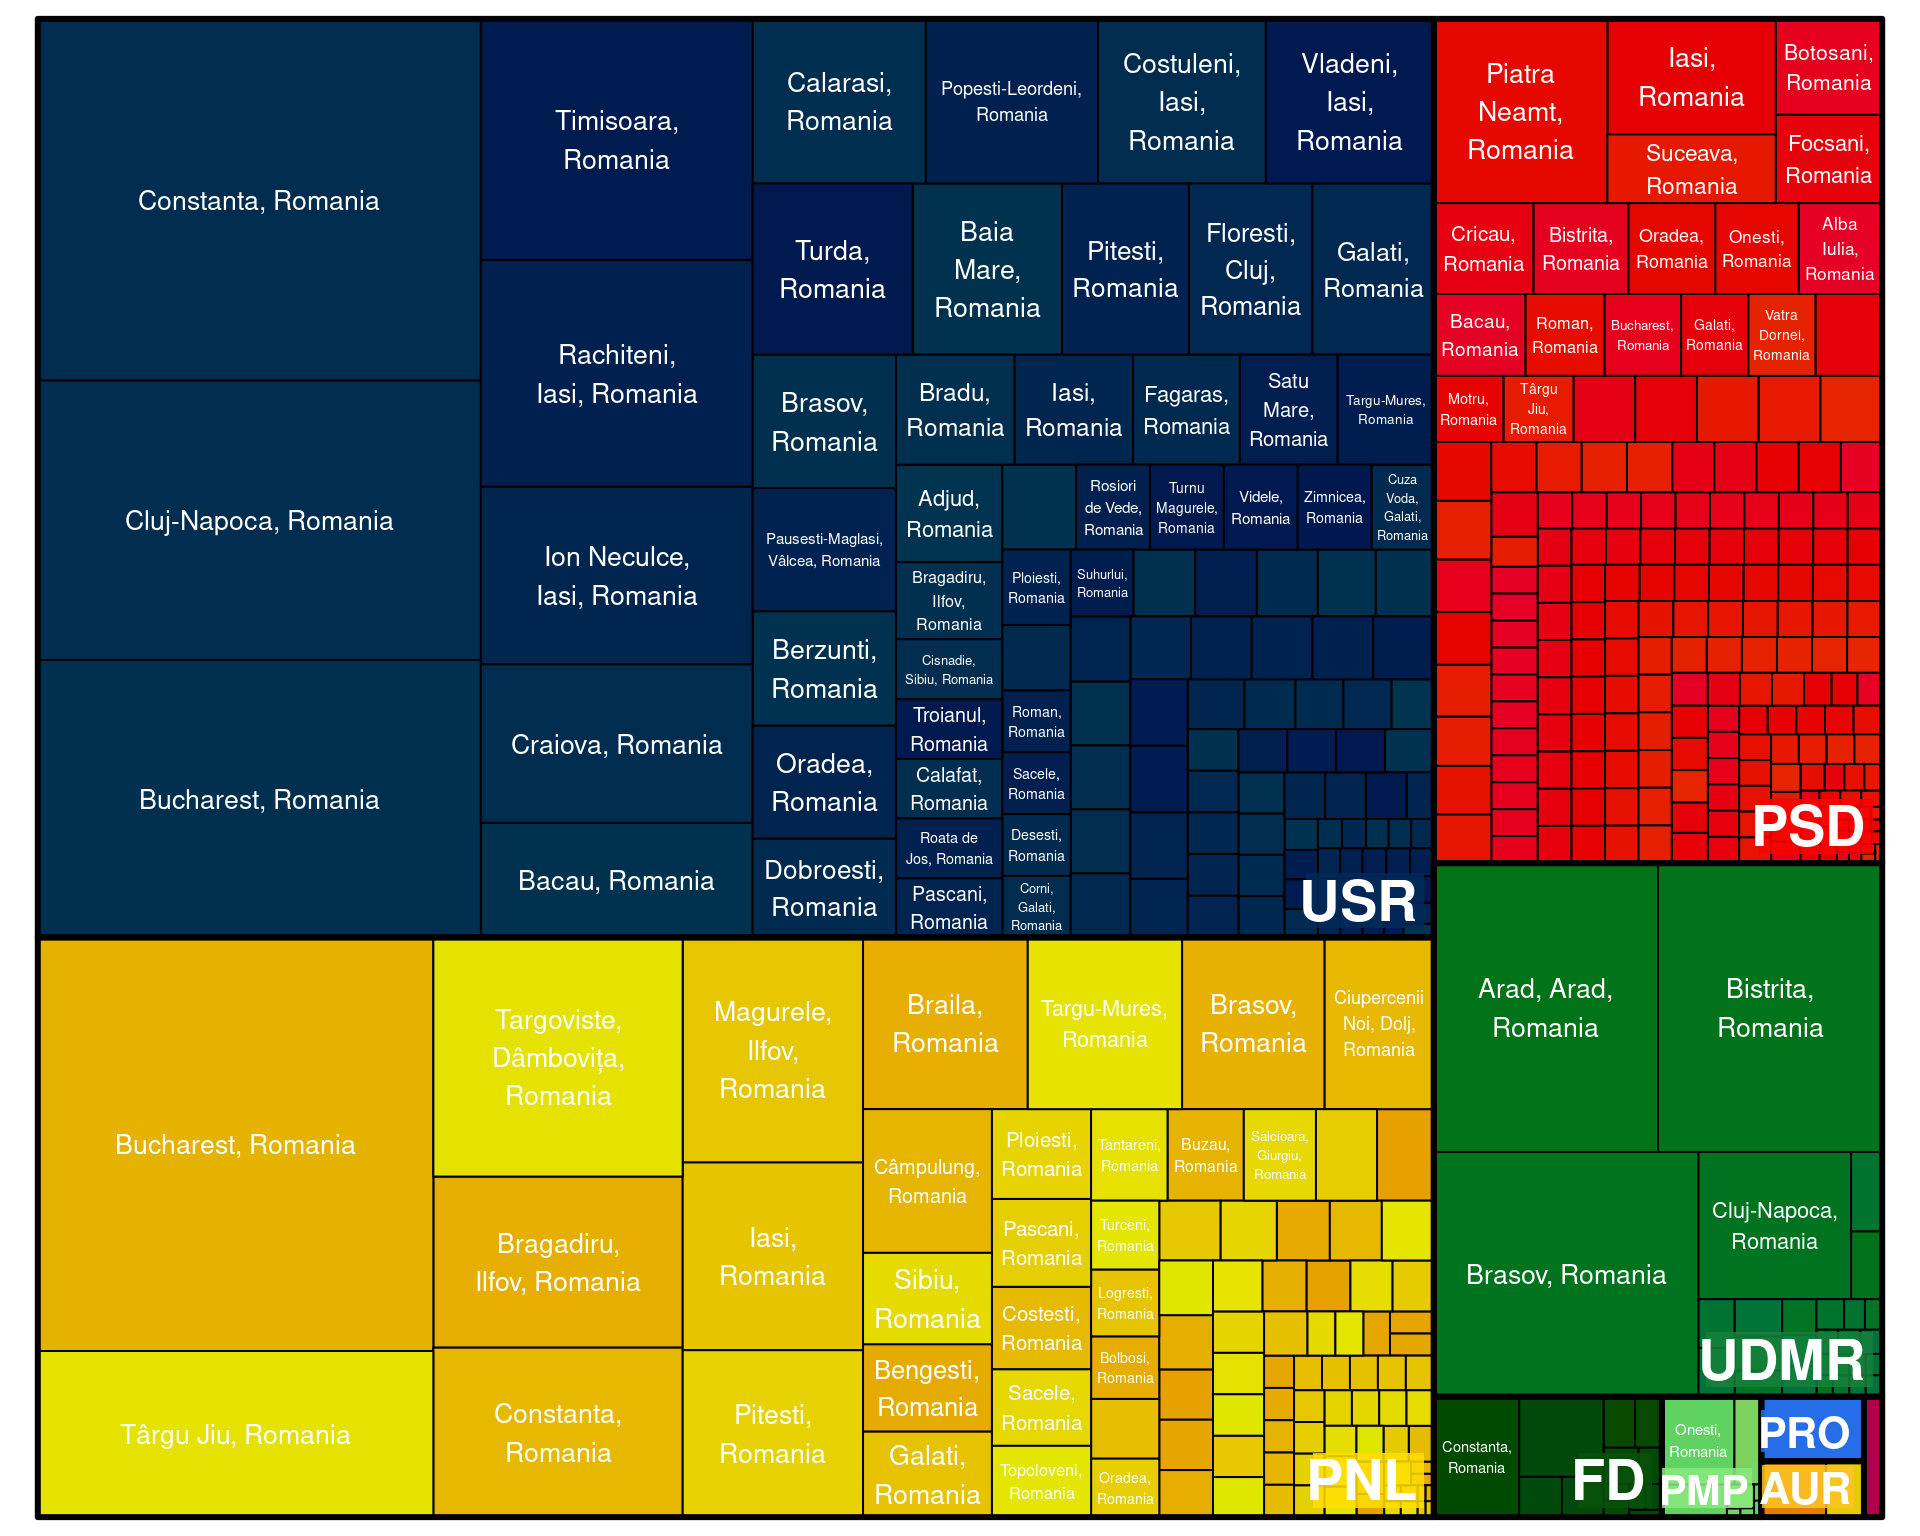 Constanta, Romania
Cluj-Napoca, Romania
Bucharest, Romania
Timisoara,
Romania
Rachiteni,
Iasi, Romania
Ion Neculce,
Iasi, Romania
Craiova, Romania
Bacau, Romania
Calarasi,
Romania
Popesti-Leordeni,
Romania
Costuleni,
Iasi,
Romania
Vladeni,
Iasi,
Romania
Turda,
Romania
Baia
Mare,
Romania
Pitesti,
Romania
Floresti,
Cluj,
Romania
Galati,
Romania
Brasov,
Romania
Pausesti-Maglasi,
Vâlcea, Romania
Berzunti,
Romania
Oradea,
Romania
Dobroesti,
Romania
Bradu,
Romania
Iasi,
Romania
Fagaras,
Romania
Satu
Mare,
Romania
Targu-Mures,
Romania
Adjud,
Romania
Bragadiru,
Ilfov,
Romania
Cisnadie,
Sibiu, Romania
Troianul,
Romania
Calafat,
Romania
Roata de
Jos, Romania
Pascani,
Romania
Rosiori
de Vede,
Romania
Turnu
Magurele,
Romania
Videle,
Romania
Zimnicea,
Romania
Cuza
Voda,
Galati,
Romania
Ploiesti,
Romania
Suhurlui,
Romania
Roman,
Romania
Sacele,
Romania
Desesti,
Romania
Corni,
Galati,
Romania
USR
Piatra
Neamt,
Romania
Iasi,
Romania
Suceava,
Romania
Botosani,
Romania
Focsani,
Romania
Cricau,
Romania
Bistrita,
Romania
Oradea,
Romania
Onesti,
Romania
Alba
Iulia,
Romania
Bacau,
Romania
Roman,
Romania
Bucharest,
Romania
Galati,
Romania
Vatra
Dornei,
Romania
Motru,
Romania
Târgu
Jiu,
Romania
PSD
Bucharest, Romania
Târgu Jiu, Romania
Targoviste,
Dâmbovița,
Romania
Bragadiru,
Ilfov, Romania
Constanta,
Romania
Magurele,
Ilfov,
Romania
Iasi,
Romania
Pitesti,
Romania
Braila,
Romania
Targu-Mures,
Romania
Brasov,
Romania
Ciupercenii
Noi, Dolj,
Romania
Câmpulung,
Romania
Sibiu,
Romania
Bengesti,
Romania
Galati,
Romania
Ploiesti,
Romania
Pascani,
Romania
Costesti,
Romania
Sacele,
Romania
Topoloveni,
Romania
Tantareni,
Romania
Buzau,
Romania
Salcioara,
Giurgiu,
Romania
Turceni,
Romania
Logresti,
Romania
Bolbosi,
Romania
Oradea,
Romania
PNL
Arad, Arad,
Romania
Bistrita,
Romania
Brasov, Romania
Cluj-Napoca,
Romania
UDMR
Constanta,
Romania
FD
Onesti,
Romania
PMP
PRO
AUR